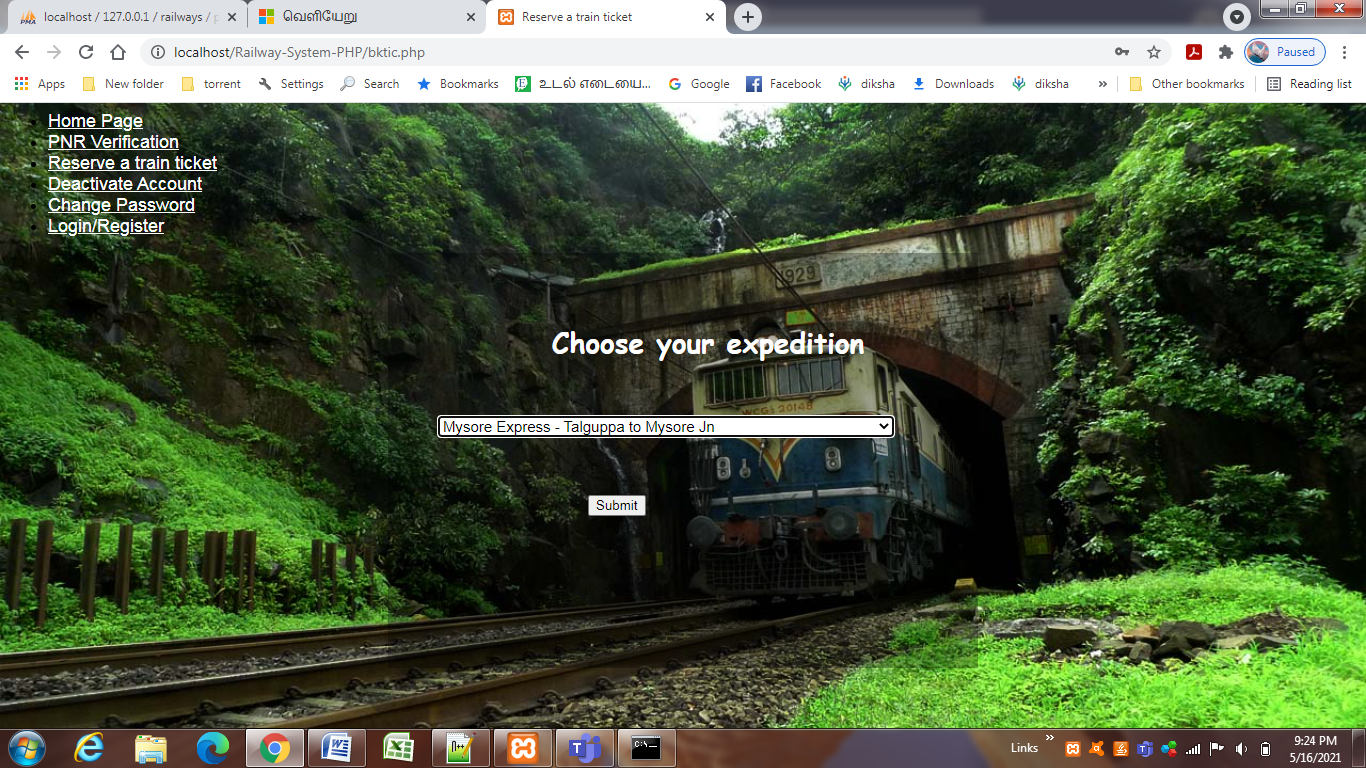 localhost / 127.0.0.1 / railways / p
வெளியேறு
Reserve a train ticket
localhost/Railway-System-PHP/bktic.php
Paused
Apps
New folder
torrent
Settings
Search
Bookmarks
உடல் எடையை...
Google
Facebook
diksha
Downloads
diksha
»
Other bookmarks
Reading list
Home Page
PNR Verification
Reserve a train ticket
Deactivate Account
Change Password
Login/Register
1929
Choose your expedition
WCG2 20148
Mysore Express - Talguppa to Mysore Jn
Submit
Links
»
9:24 PM
5/16/2021